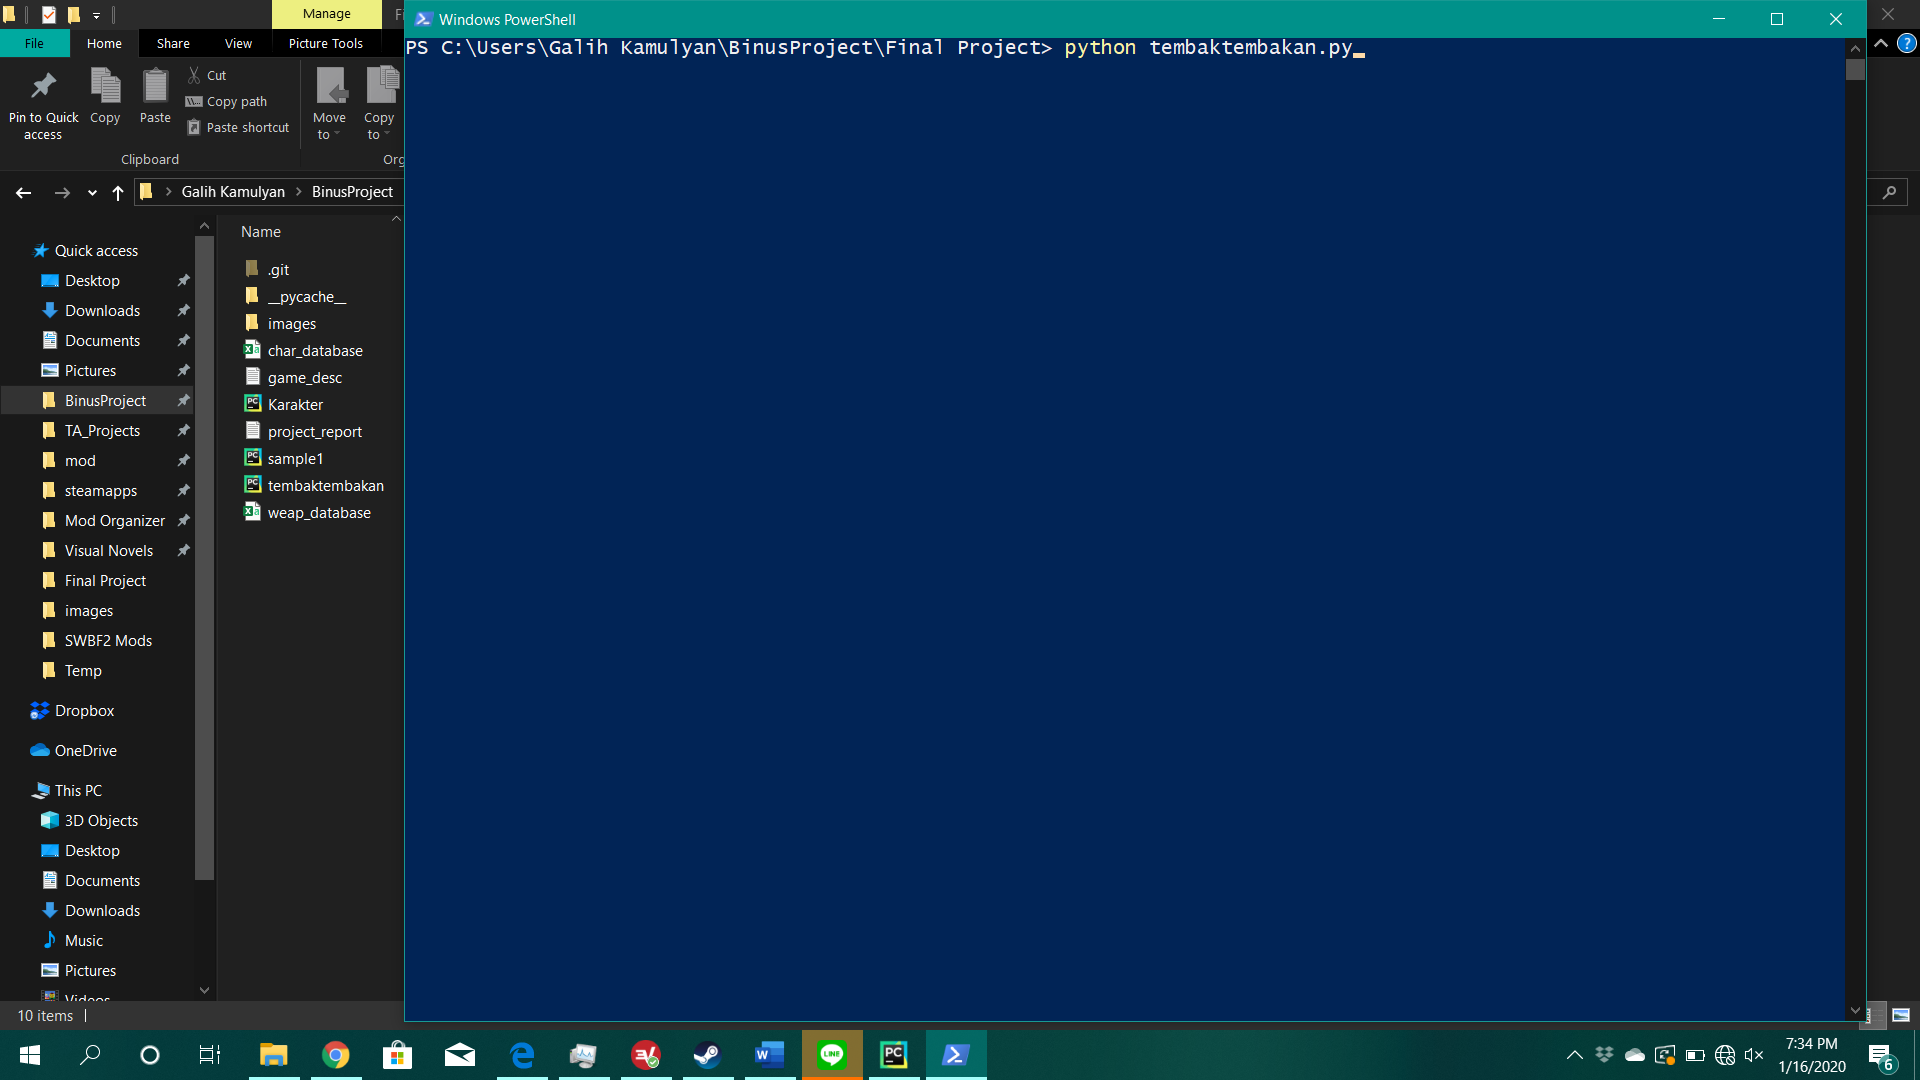 Manage
Windows PowerShell
File
Home
Share
View
Picture Tools
PS C:\Users\Galih Kamulyan\BinusProject\Final Project> python tembaktembakan.py
Pin to Quick access
Copy
Paste
Cut
Copy path
Paste shortcut
Move to
Copy to
Clipboard
Org
Galih Kamulyan
BinusProject
Name
Quick access
Desktop
Downloads
Documents
Pictures
BinusProject
TA_Projects
mod
steamapps
Mod Organizer
Visual Novels
Final Project
images
SWBF2 Mods
Temp
Dropbox
OneDrive
This PC
3D Objects
Desktop
Documents
Downloads
Music
Pictures
Videos
.git
__pycache__
images
char_database
game_desc
Karakter
project_report
sample1
tembaktembakan
weap_database
10 items
LINE
PC
7:34 PM
1/16/2020
6